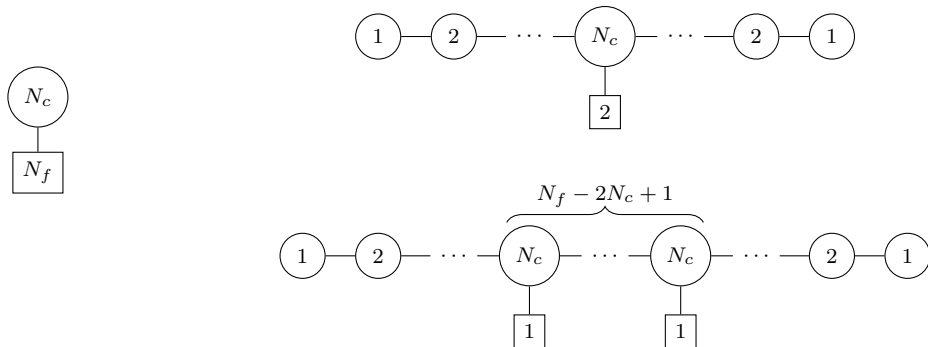 1 2 ··· N_c ··· 2 1
2
N_c
N_f
N_f − 2N_c + 1
1 2 ··· N_c ··· N_c ··· 2 1
1 1